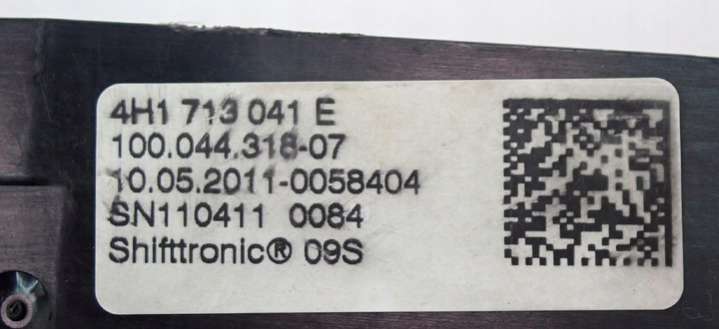 4H1 713 041 E
100.044.318-07
10.05.2011-0058404
SN110411 0084
Shifttronic® 09S